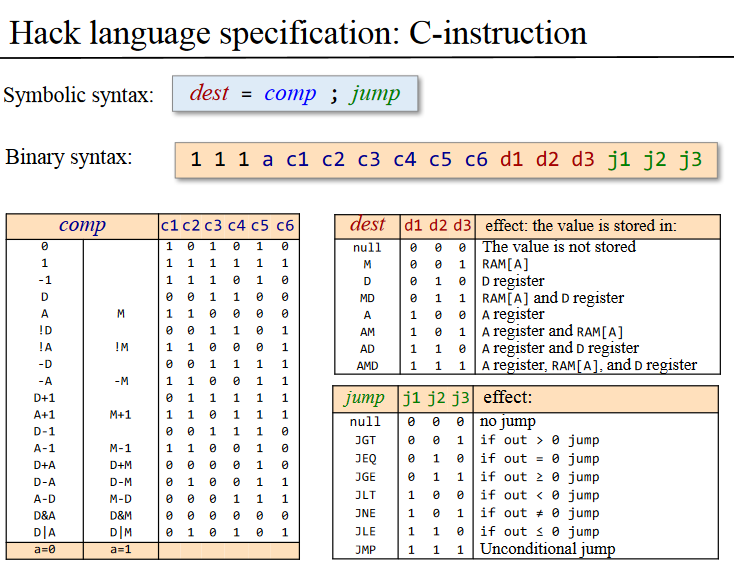 Hack language specification: C-instruction
Symbolic syntax: dest = comp ; jump
Binary syntax: 1 1 1 a c1 c2 c3 c4 c5 c6 d1 d2 d3 j1 j2 j3
comp c1 c2 c3 c4 c5 c6
0 1 0 1 0 1 0
1 1 1 1 1 1 1
-1 1 1 1 0 1 0
D 0 0 1 1 0 0
A M 1 1 0 0 0 0
!D 0 0 1 1 0 1
!A !M 1 1 0 0 0 1
-D 0 0 1 1 1 1
-A -M 1 1 0 0 1 1
D+1 0 1 1 1 1 1
A+1 M+1 1 1 0 1 1 1
D-1 0 0 1 1 1 0
A-1 M-1 1 1 0 0 1 0
D+A D+M 0 0 0 0 1 0
D-A D-M 0 1 0 0 1 1
A-D M-D 0 0 0 1 1 1
D&A D&M 0 0 0 0 0 0
D|A D|M 0 1 0 1 0 1
a=0 a=1
dest d1 d2 d3 effect: the value is stored in:
null 0 0 0 The value is not stored
M 0 0 1 RAM[A]
D 0 1 0 D register
MD 0 1 1 RAM[A] and D register
A 1 0 0 A register
AM 1 0 1 A register and RAM[A]
AD 1 1 0 A register and D register
AMD 1 1 1 A register, RAM[A], and D register
jump j1 j2 j3 effect:
null 0 0 0 no jump
JGT 0 0 1 if out > 0 jump
JEQ 0 1 0 if out = 0 jump
JGE 0 1 1 if out ≥ 0 jump
JLT 1 0 0 if out < 0 jump
JNE 1 0 1 if out ≠ 0 jump
JLE 1 1 0 if out ≤ 0 jump
JMP 1 1 1 Unconditional jump